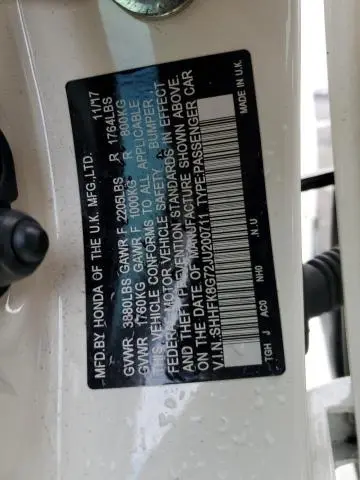 MFD.BY HONDA OF THE U.K. MFG.,LTD. 11/17
GVWR 3880LBS GAWR F 2205LBS R 1764LBS
GVWR 1760KG GAWR F 1000KG R 800KG
THIS VEHICLE CONFORMS TO ALL APPLICABLE
FEDERAL MOTOR VEHICLE SAFETY, BUMPER,
AND THEFT PREVENTION STANDARDS IN EFFECT
ON THE DATE OF MANUFACTURE SHOWN ABOVE.
V.I.N. SHHFK8G72JU200711 TYPE:PASSENGER CAR
TGH J AC0 NH0 N.U MADE IN U.K.